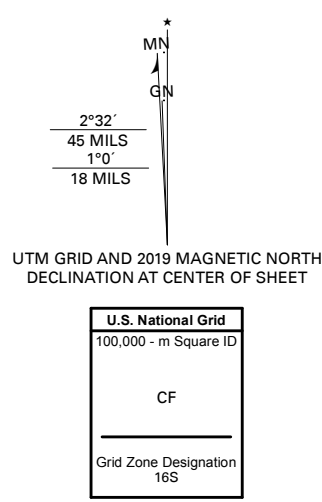 MN
GN
2°32´
45 MILS
1°0´
18 MILS
UTM GRID AND 2019 MAGNETIC NORTH
DECLINATION AT CENTER OF SHEET
U.S. National Grid
100,000 - m Square ID
CF
Grid Zone Designation
16S